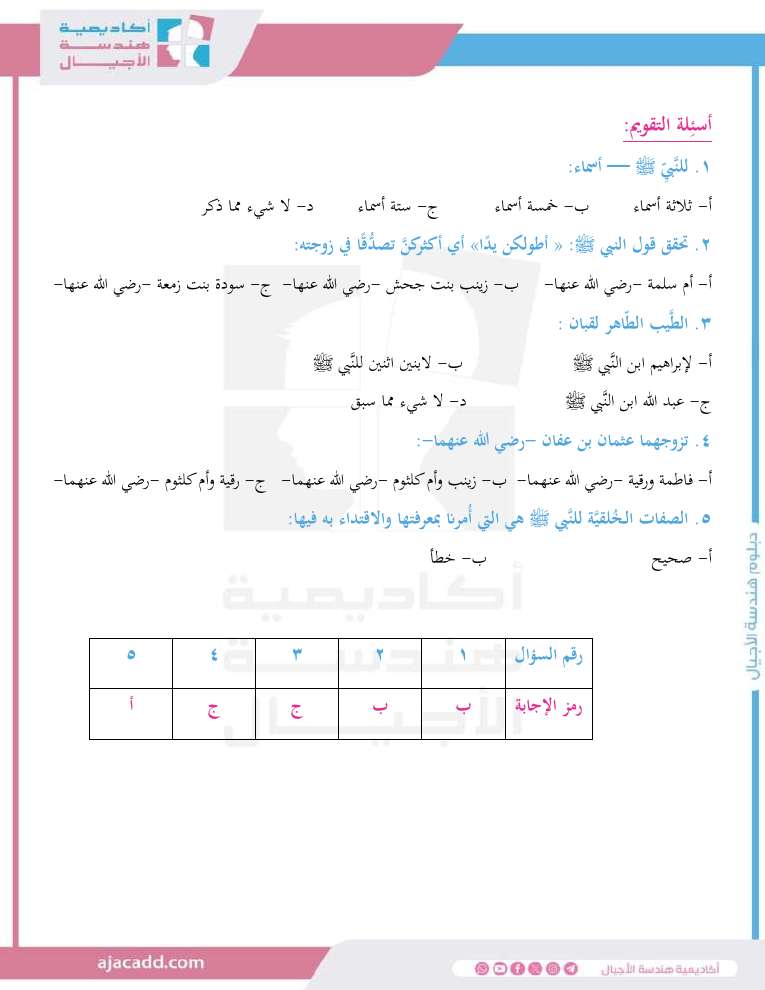 أكاديمية
هندسة
الأجيال
أسئِلة التقويم:
١. للنَّبيّ ﷺ — أسماء:
أ- ثلاثة أسماء ب- خمسة أسماء ج- ستة أسماء د- لا شيء مما ذكر
٢. تحقق قول النبي ﷺ: « أطولكن يدًا» أي أكثركنَّ تصدُّقًا في زوجته:
أ- أم سلمة -رضي الله عنها- ب- زينب بنت جحش -رضي الله عنها- ج- سودة بنت زمعة -رضي الله عنها-
٣. الطَّيب الطّاهر لقبان :
أ- لإبراهيم ابن النَّبي ﷺ ب- لابنين اثنين للنَّبي ﷺ
ج- عبد الله ابن النَّبي ﷺ د- لا شيء مما سبق
٤. تزوجهما عثمان بن عفان -رضي الله عنهما-:
أ- فاطمة ورقية -رضي الله عنهما- ب- زينب وأم كلثوم -رضي الله عنهما- ج- رقية وأم كلثوم -رضي الله عنهما-
٥. الصفات الخُلقيَّة للنَّبي ﷺ هي التي أُمرنا بمعرفتها والاقتداء به فيها:
أ- صحيح ب- خطأ
أكاديمية
هندسة
الأجيال
رقم السؤال ١ ٢ ٣ ٤ ٥
رمز الإجابة ب ب ج ج أ
دبلوم هندسة الأجيال
أكاديمية هندسة الأجيال
ajacadd.com